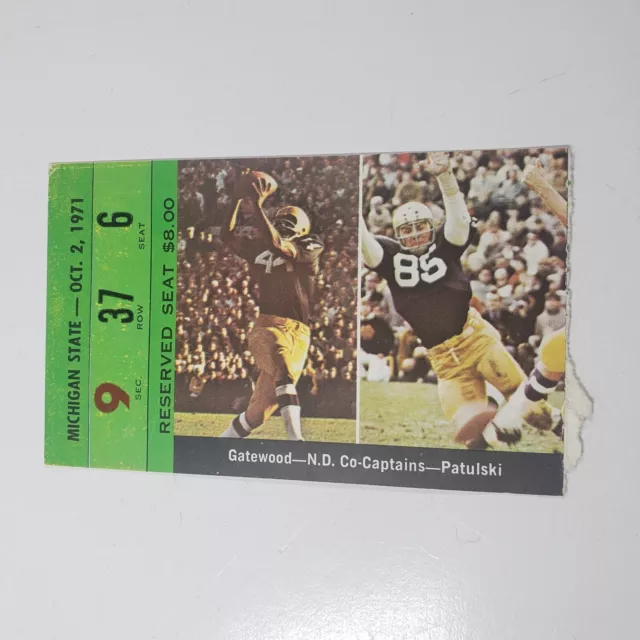 MICHIGAN STATE — OCT. 2, 1971
9 37 6
SEC. ROW SEAT
RESERVED SEAT $8.00
44
85
Gatewood—N.D. Co-Captains—Patulski